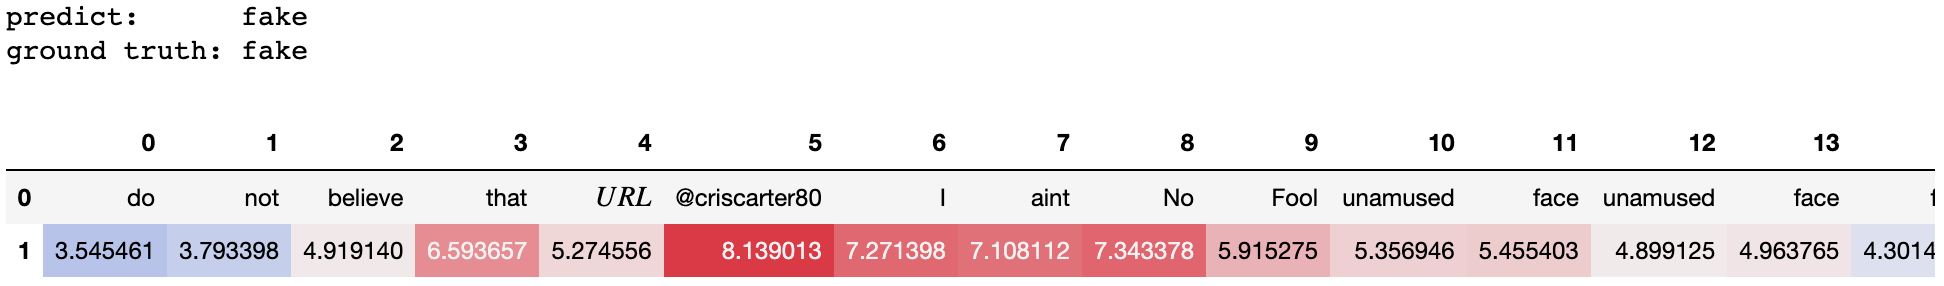 predict: fake
ground truth: fake
0 1 2 3 4 5 6 7 8 9 10 11 12 13
0 do not believe that URL @criscarter80 I aint No Fool unamused face unamused face
1 3.545461 3.793398 4.919140 6.593657 5.274556 8.139013 7.271398 7.108112 7.343378 5.915275 5.356946 5.455403 4.899125 4.963765 4.3014